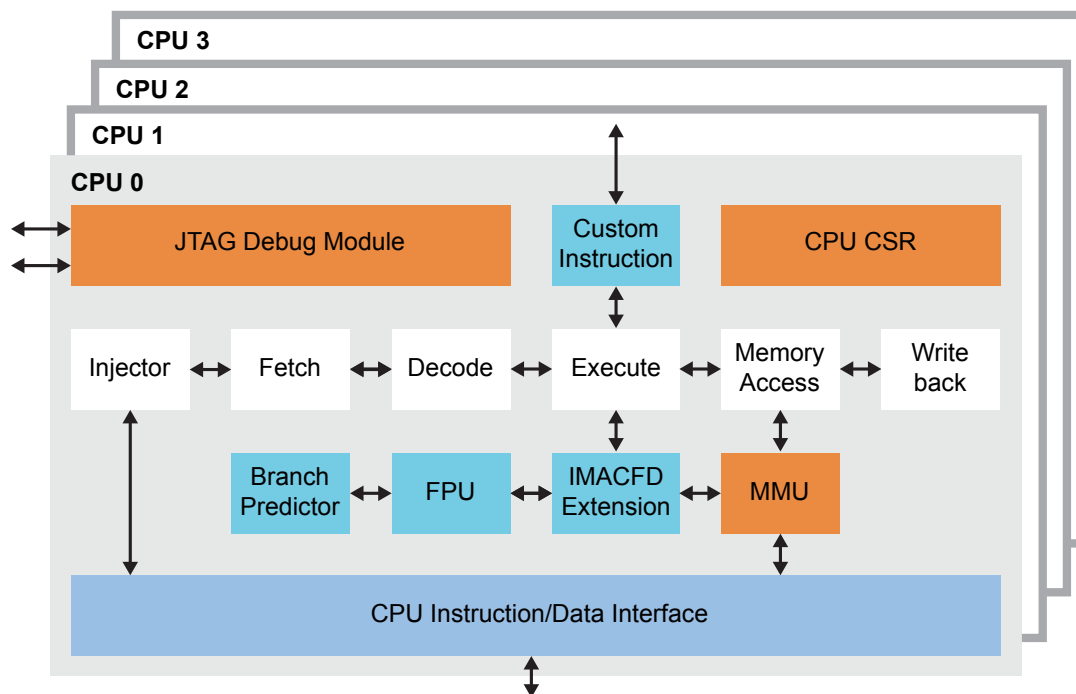 CPU 3
CPU 2
CPU 1
CPU 0
JTAG Debug Module
Custom
Instruction
CPU CSR
Injector
Fetch
Decode
Execute
Memory
Access
Write
back
Branch
Predictor
FPU
IMACFD
Extension
MMU
CPU Instruction/Data Interface